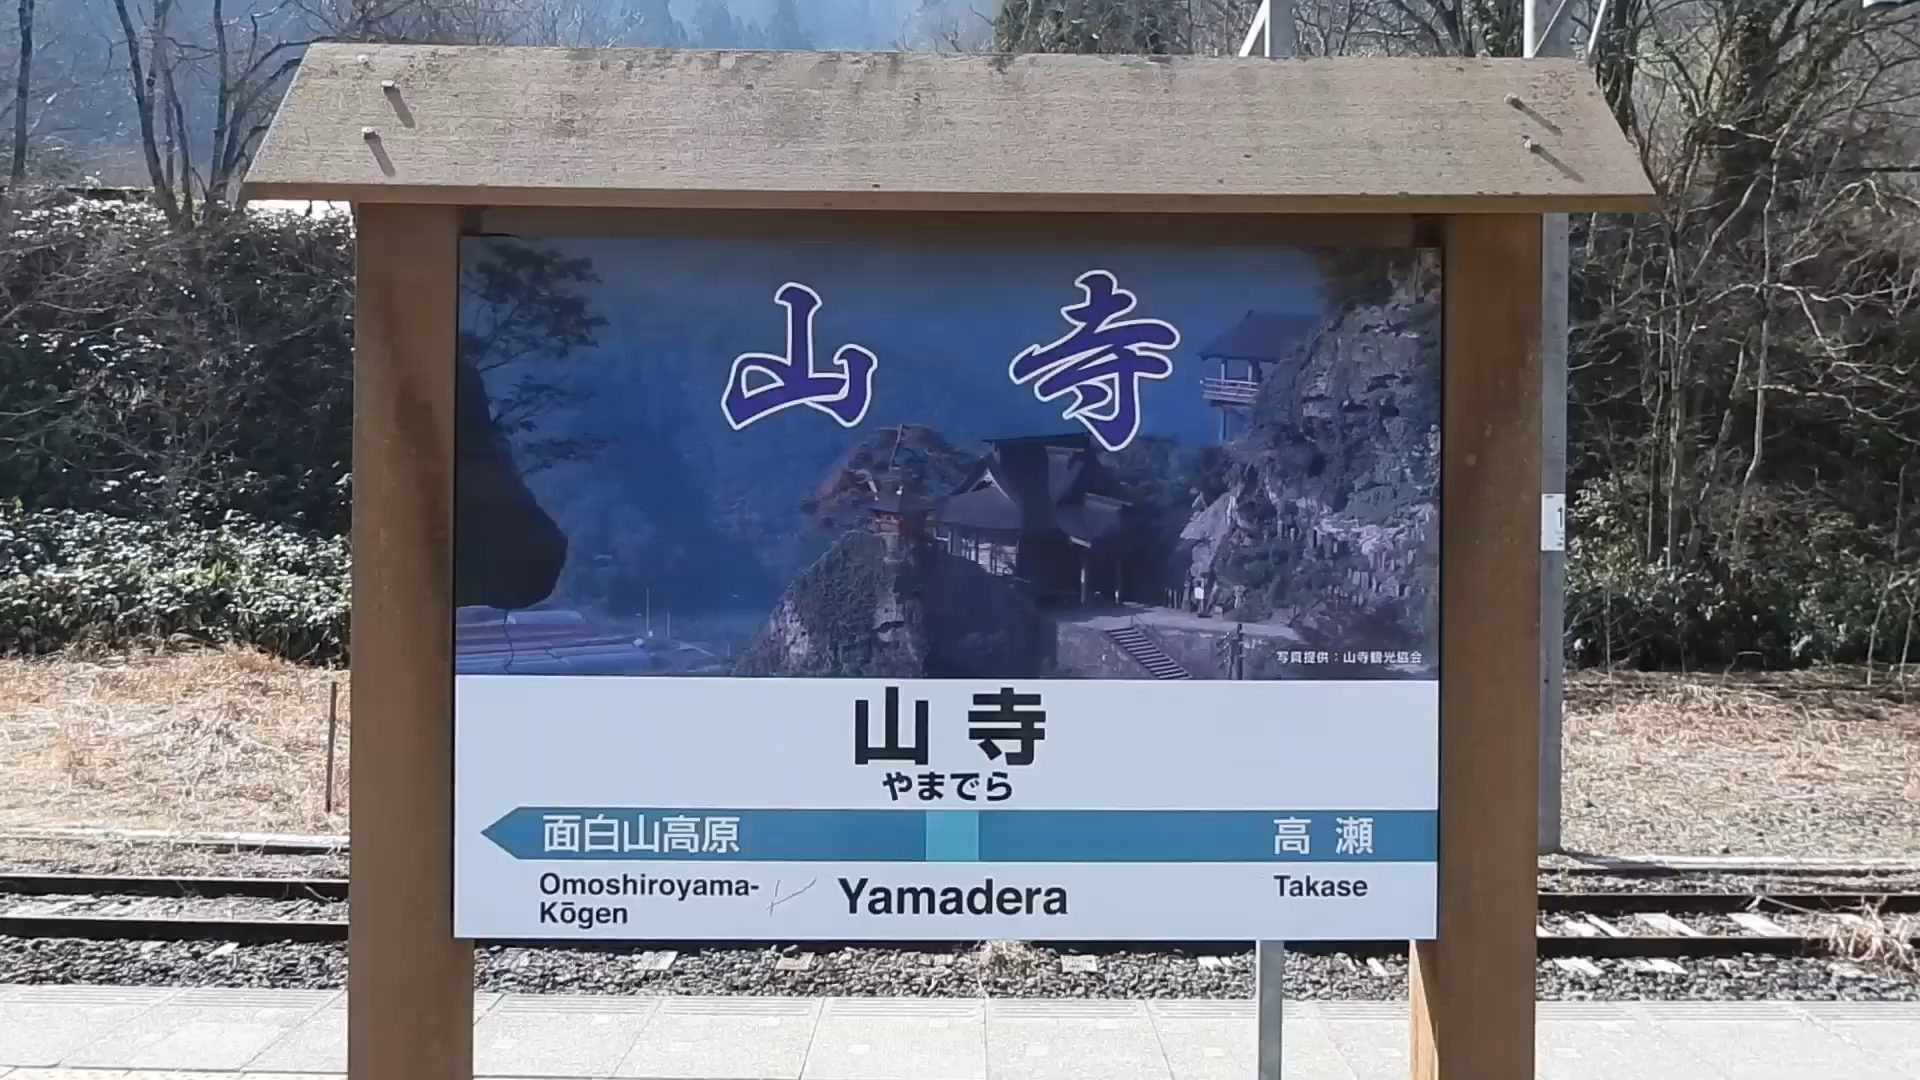 山 寺
写真提供：山寺観光協会
山 寺
やまでら
面白山高原 高 瀬
Omoshiroyama-
Kōgen Yamadera Takase
1